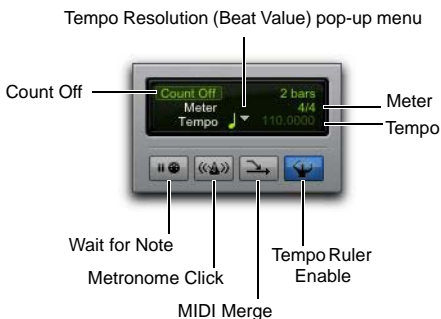 Tempo Resolution (Beat Value) pop-up menu
Count Off
Count Off 2 bars
Meter 4/4
Tempo 110.0000
Meter
Tempo
Wait for Note
Metronome Click
MIDI Merge
Tempo Ruler
Enable